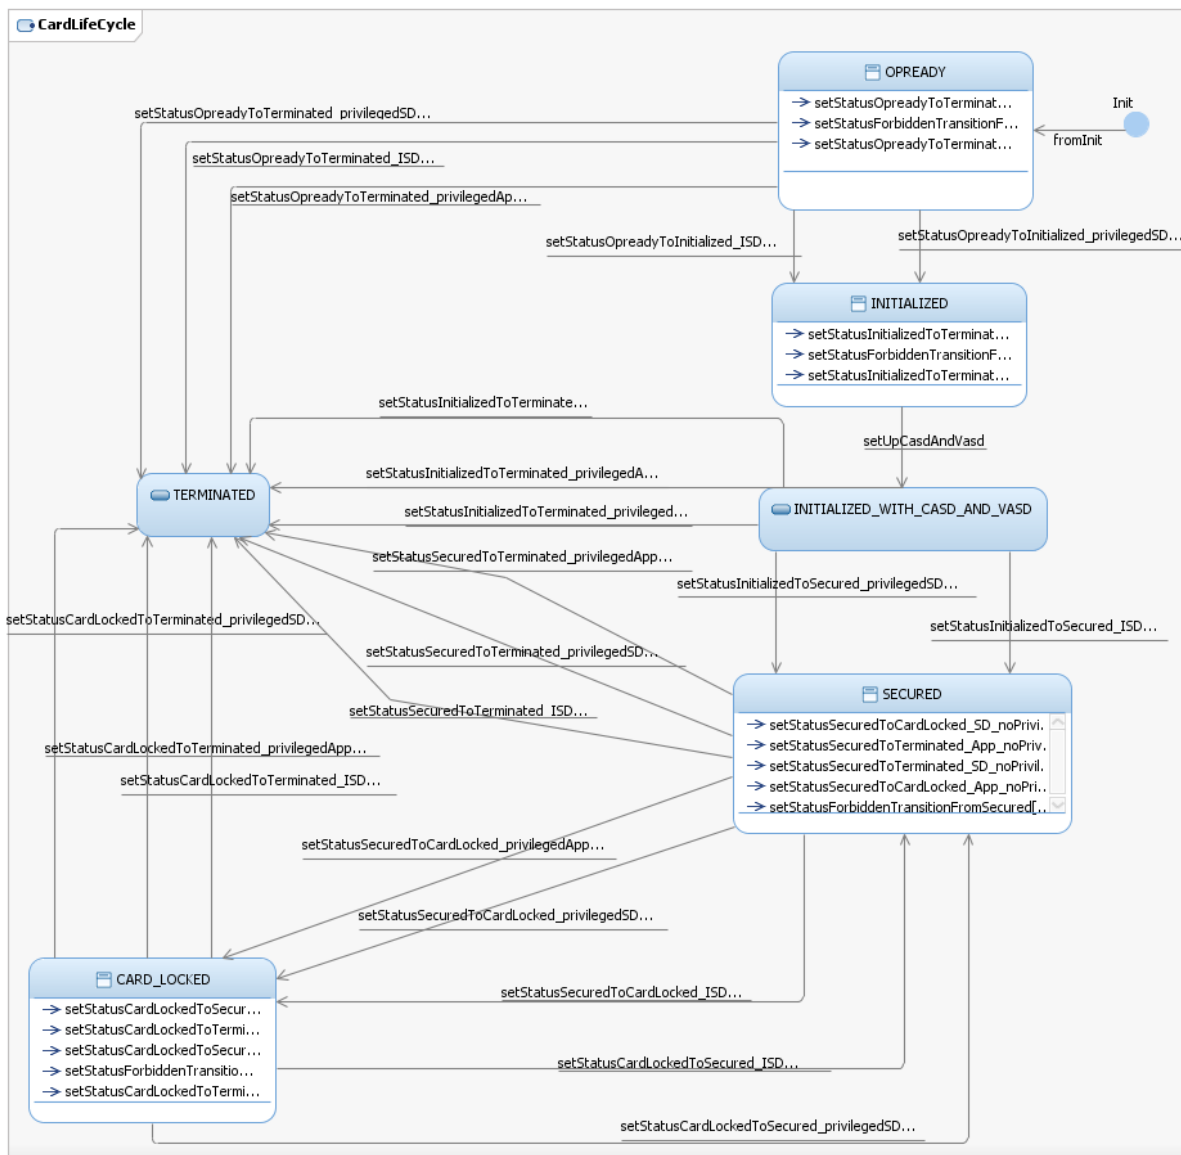 CardLifeCycle
OPREADY
setStatusOpreadyToTerminat...
setStatusForbiddenTransitionF...
setStatusOpreadyToTerminat...
Init
fromInit
setStatusOpreadyToTerminated_privilegedSD...
setStatusOpreadyToTerminated_ISD...
setStatusOpreadyToTerminated_privilegedAp...
setStatusOpreadyToInitialized_ISD...
setStatusOpreadyToInitialized_privilegedSD...
INITIALIZED
setStatusInitializedToTerminat...
setStatusForbiddenTransitionF...
setStatusInitializedToTerminat...
setStatusInitializedToTerminate...
setUpCasdAndVasd
setStatusInitializedToTerminated_privilegedA...
TERMINATED
setStatusInitializedToTerminated_privileged...
INITIALIZED_WITH_CASD_AND_VASD
setStatusSecuredToTerminated_privilegedApp...
setStatusInitializedToSecured_privilegedSD...
setStatusCardLockedToTerminated_privilegedSD...
setStatusInitializedToSecured_ISD...
setStatusSecuredToTerminated_privilegedSD...
setStatusSecuredToTerminated_ISD...
SECURED
setStatusSecuredToCardLocked_SD_noPrivi.
setStatusSecuredToTerminated_App_noPriv.
setStatusSecuredToTerminated_SD_noPrivil.
setStatusSecuredToCardLocked_App_noPri...
setStatusForbiddenTransitionFromSecured[..
setStatusCardLockedToTerminated_privilegedApp...
setStatusCardLockedToTerminated_ISD...
setStatusSecuredToCardLocked_privilegedApp...
setStatusSecuredToCardLocked_privilegedSD...
CARD_LOCKED
setStatusCardLockedToSecur...
setStatusCardLockedToTermi...
setStatusCardLockedToSecur...
setStatusForbiddenTransitio...
setStatusCardLockedToTermi...
setStatusSecuredToCardLocked_ISD...
setStatusCardLockedToSecured_ISD...
setStatusCardLockedToSecured_privilegedSD...